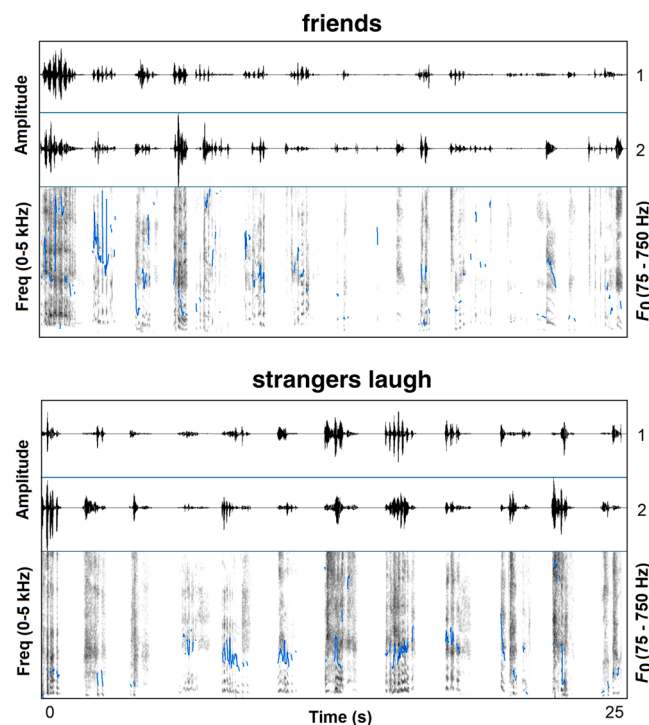 friends
Amplitude
1
2
Freq (0-5 kHz)
F0 (75 - 750 Hz)
strangers laugh
Amplitude
1
2
Freq (0-5 kHz)
F0 (75 - 750 Hz)
0
Time (s)
25